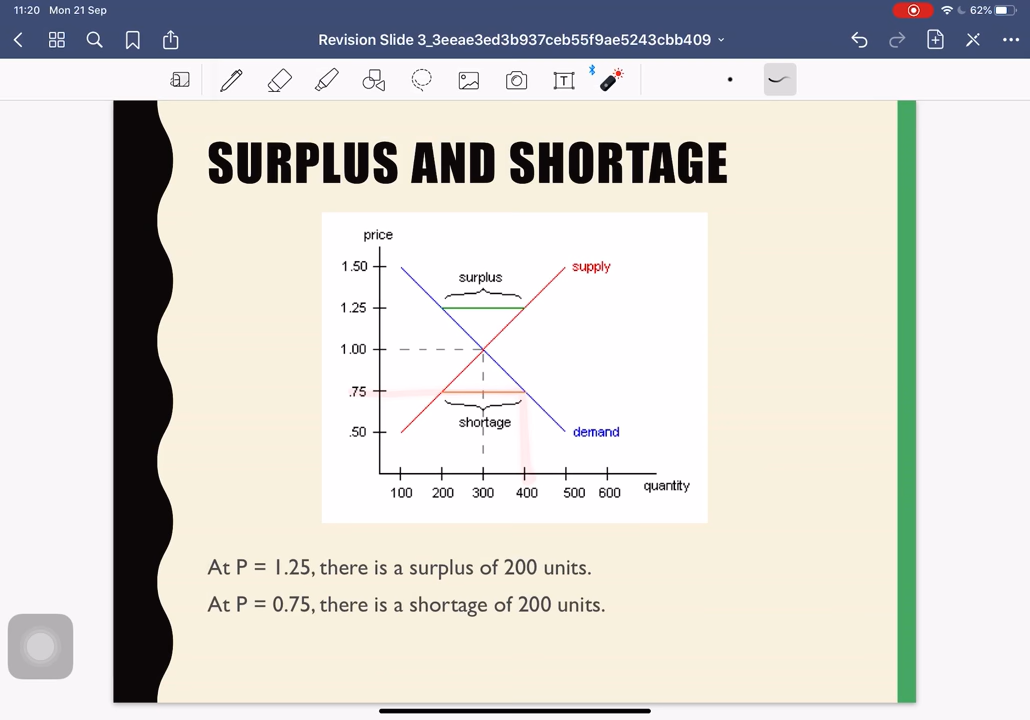 11:20 Mon 21 Sep
62%
Revision Slide 3_3eeae3ed3b937ceb55f9ae5243cbb409
T
SURPLUS AND SHORTAGE
price
1.50
supply
surplus
1.25
1.00
.75
shortage
.50
demand
quantity
100 200 300 400 500 600
At P = 1.25, there is a surplus of 200 units.
At P = 0.75, there is a shortage of 200 units.